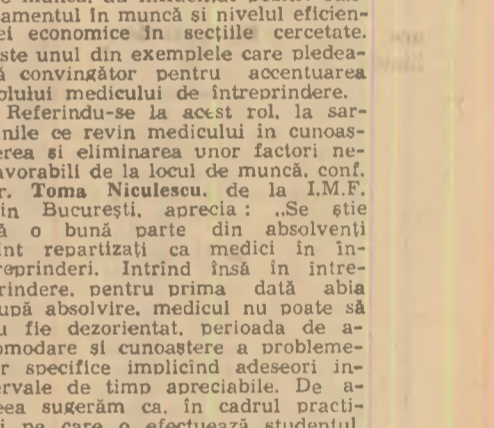 amentul în muncă și nivelul eficien-
ei economice în secțiile cercetate.
ste unul din exemplele care pledea-
ă convingător pentru accentuarea
olului medicului de întreprindere.
Referindu-se la acest rol, la sar-
nile ce revin medicului în cunoaș-
erea și eliminarea unor factori ne-
avorabili de la locul de muncă, conf.
r. Toma Niculescu, de la I.M.F.
in București, aprecia: „Se știe
ă o bună parte din absolvenți
înt repartizați ca medici în în-
reprinderi. Intrînd însă în între-
rindere, pentru prima dată abia
upă absolvire, medicul nu poate să
u fie dezorientat, perioada de a-
omodare și cunoaștere a probleme-
r specifice implicînd adeseori in-
ervale de timp apreciabile. De a-
eea sugerăm ca, în cadrul practi-
i pe care o efectuează studentul,